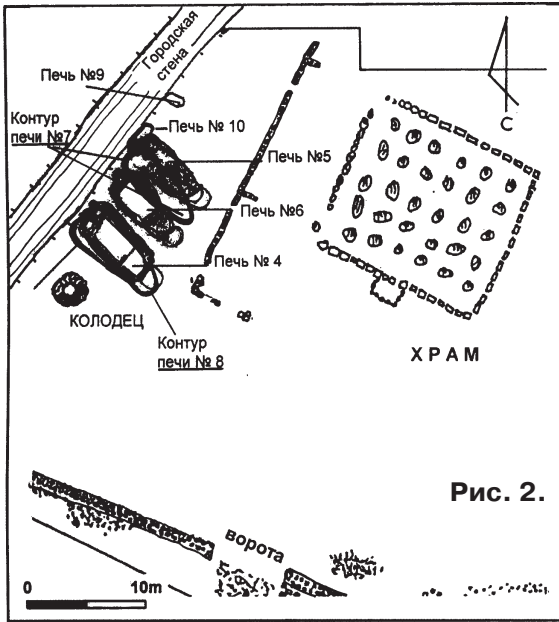 Городская
стена
Печь №9
Контур
печи №7
Печь № 10
Печь №5
Печь №6
Печь № 4
КОЛОДЕЦ
Контур
печи № 8
С
ХРАМ
Рис. 2.
ворота
0 10m